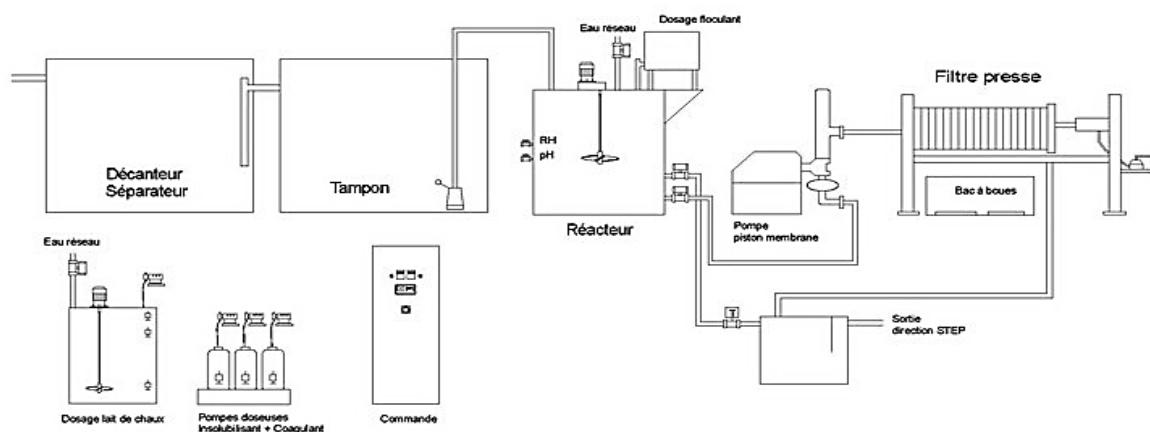 Dosage floculant
Eau réseau
Filtre presse
Décanteur
Séparateur
Tampon
RH
pH
Réacteur
Pompe
piston membrane
Bac à boues
Eau réseau
Sortie
direction STEP
T
Dosage lait de chaux
Pompes doseuses
Insolubilisant + Coagulant
Commande